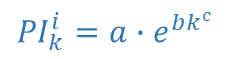 PI_k^i = a · e^{bk^c}